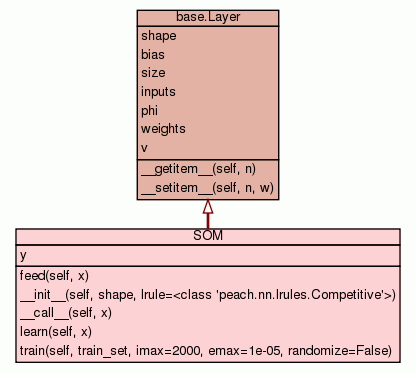 base.Layer
shape
bias
size
inputs
phi
weights
v
__getitem__(self, n)
__setitem__(self, n, w)
SOM
y
feed(self, x)
__init__(self, shape, lrule=<class 'peach.nn.lrules.Competitive'>)
__call__(self, x)
learn(self, x)
train(self, train_set, imax=2000, emax=1e-05, randomize=False)